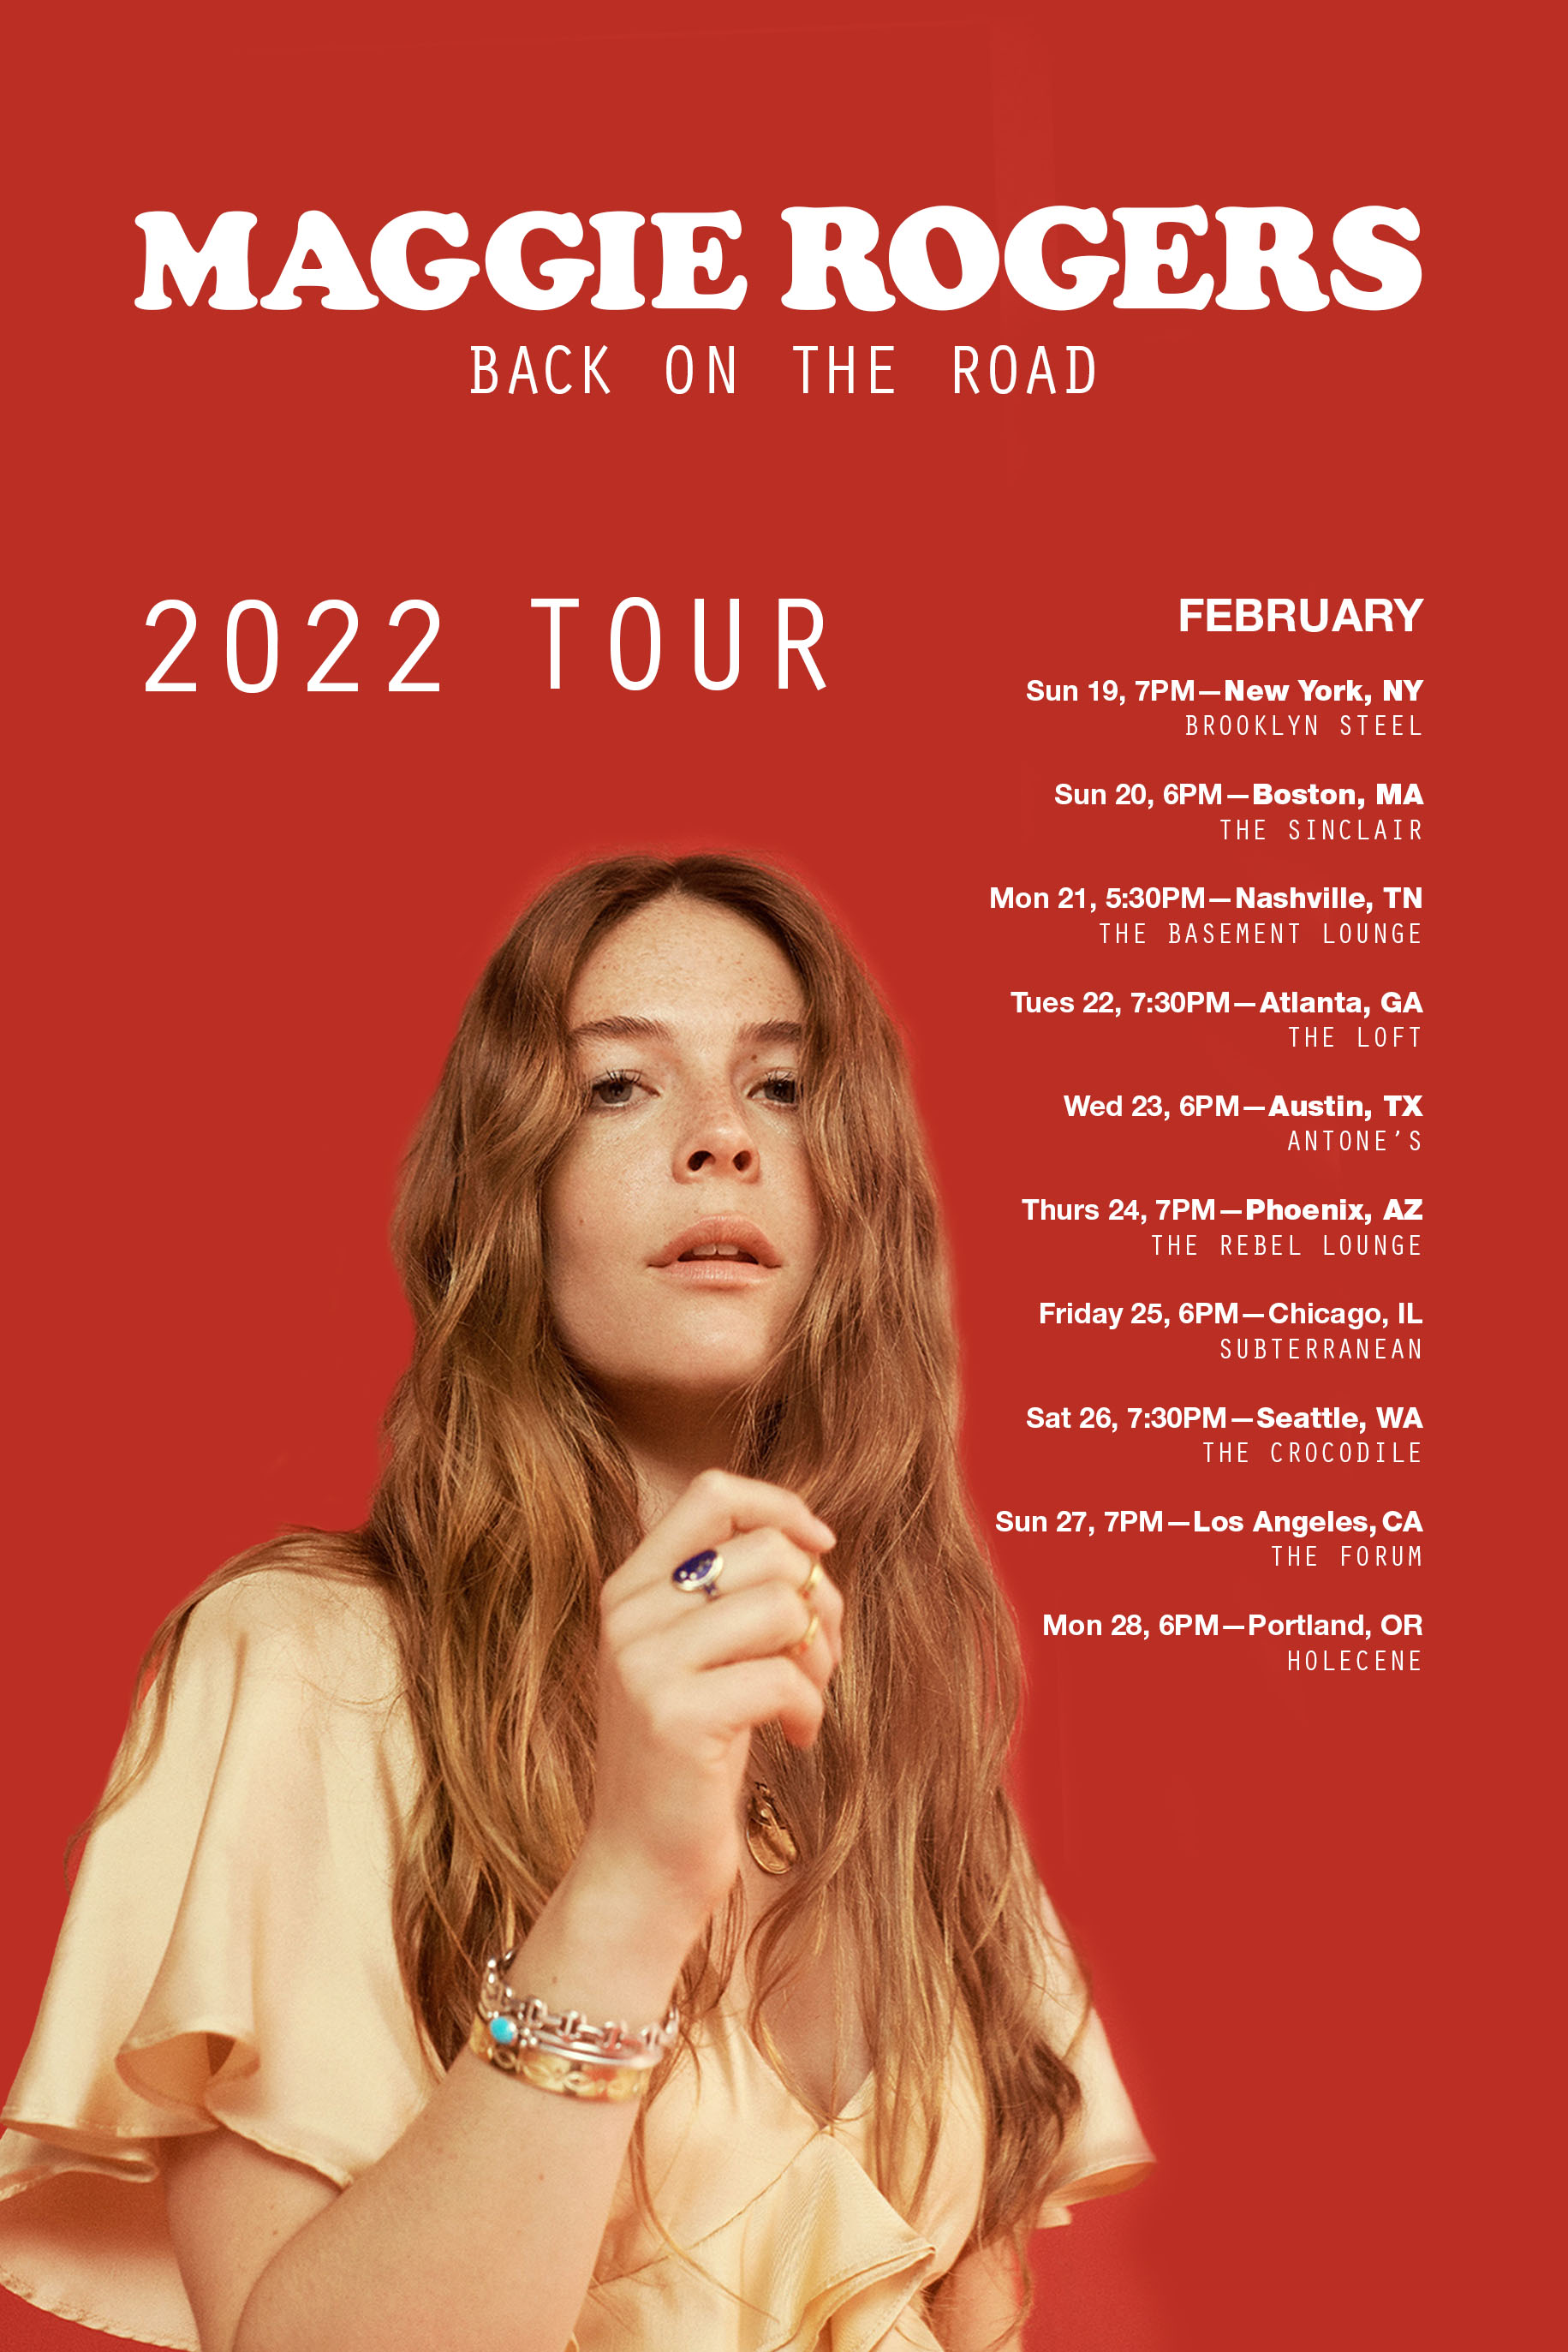 MAGGIE ROGERS
BACK ON THE ROAD
2022 TOUR
FEBRUARY
Sun 19, 7PM—New York, NY
BROOKLYN STEEL
Sun 20, 6PM—Boston, MA
THE SINCLAIR
Mon 21, 5:30PM—Nashville, TN
THE BASEMENT LOUNGE
Tues 22, 7:30PM—Atlanta, GA
THE LOFT
Wed 23, 6PM—Austin, TX
ANTONE’S
Thurs 24, 7PM—Phoenix, AZ
THE REBEL LOUNGE
Friday 25, 6PM—Chicago, IL
SUBTERRANEAN
Sat 26, 7:30PM—Seattle, WA
THE CROCODILE
Sun 27, 7PM—Los Angeles, CA
THE FORUM
Mon 28, 6PM—Portland, OR
HOLECENE